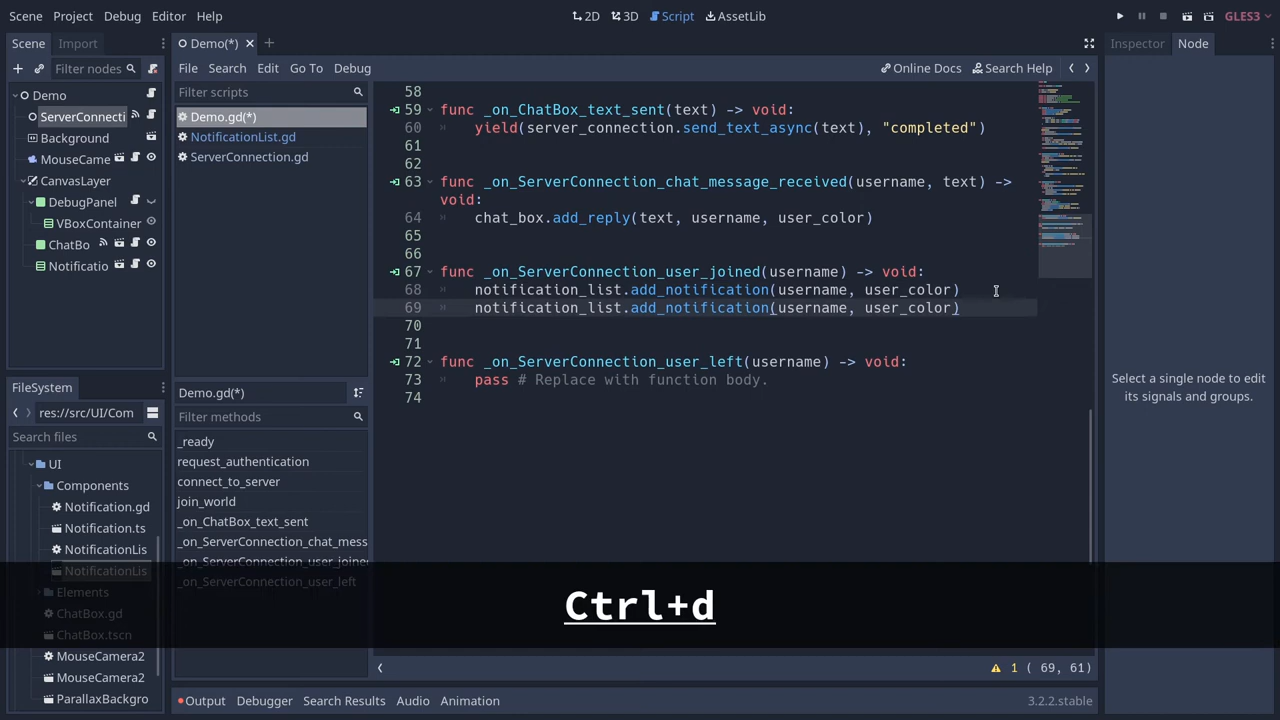 Scene Project Debug Editor Help
2D 3D Script AssetLib
GLES3
Scene Import
Demo(*)
Inspector Node
Filter nodes
File Search Edit Go To Debug
Online Docs Search Help
Demo
ServerConnecti
Background
MouseCame
CanvasLayer
DebugPanel
VBoxContainer
ChatBo
Notificatio
Filter scripts
Demo.gd(*)
NotificationList.gd
ServerConnection.gd
58
59 func _on_ChatBox_text_sent(text) -> void:
60 yield(server_connection.send_text_async(text), "completed")
61
62
63 func _on_ServerConnection_chat_message_received(username, text) ->
void:
64 chat_box.add_reply(text, username, user_color)
65
66
67 func _on_ServerConnection_user_joined(username) -> void:
68 notification_list.add_notification(username, user_color)
69 notification_list.add_notification(username, user_color)
70
71
72 func _on_ServerConnection_user_left(username) -> void:
73 pass # Replace with function body.
74
Select a single node to edit
its signals and groups.
FileSystem
res://src/UI/Com
Search files
UI
Components
Notification.gd
Notification.ts
NotificationLis
NotificationLis
Elements
ChatBox.gd
ChatBox.tscn
MouseCamera2
MouseCamera2
ParallaxBackgro
Demo.gd(*)
Filter methods
_ready
request_authentication
connect_to_server
join_world
_on_ChatBox_text_sent
_on_ServerConnection_chat_mess
_on_ServerConnection_user_joine
_on_ServerConnection_user_left
Ctrl+d
1 ( 69, 61)
Output Debugger Search Results Audio Animation
3.2.2.stable